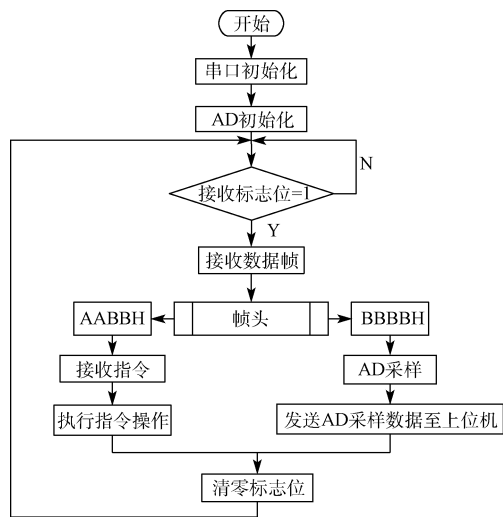 开始
串口初始化
AD初始化
N
接收标志位=1
Y
接收数据帧
AABBH
帧头
BBBBH
接收指令
AD采样
执行指令操作
发送AD采样数据至上位机
清零标志位